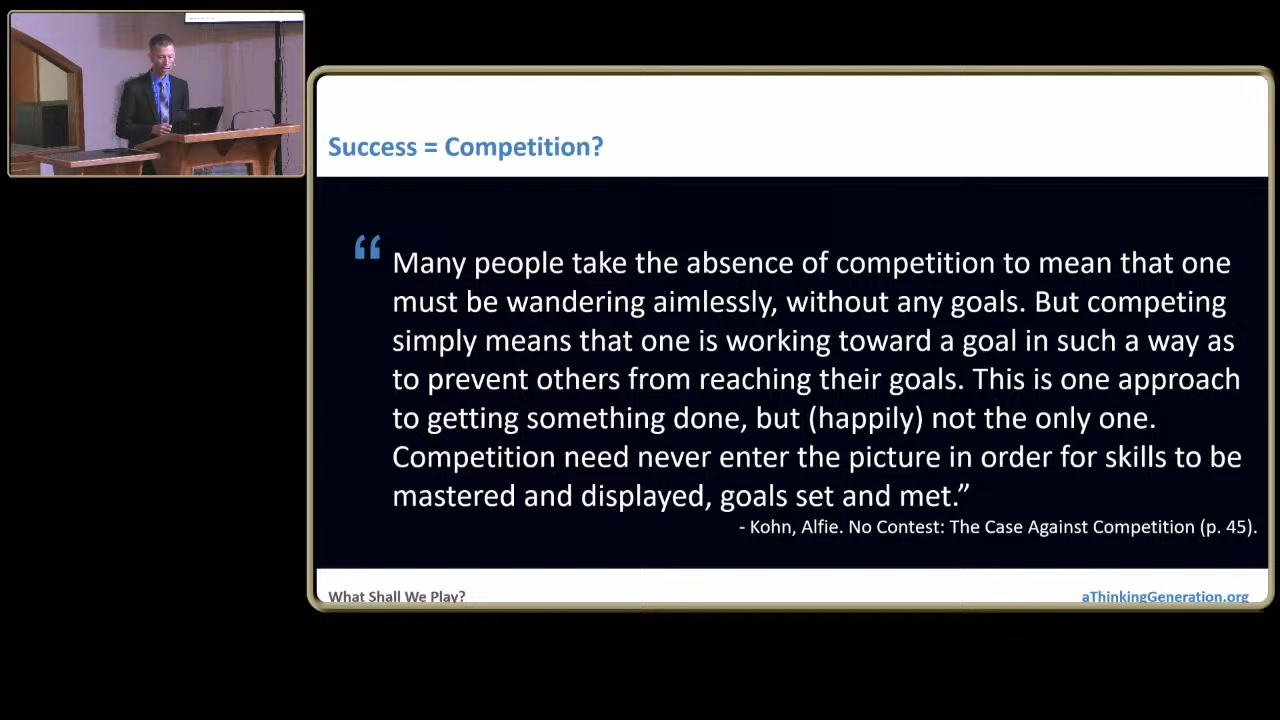 Success = Competition?
“ Many people take the absence of competition to mean that one
must be wandering aimlessly, without any goals. But competing
simply means that one is working toward a goal in such a way as
to prevent others from reaching their goals. This is one approach
to getting something done, but (happily) not the only one.
Competition need never enter the picture in order for skills to be
mastered and displayed, goals set and met.”
- Kohn, Alfie. No Contest: The Case Against Competition (p. 45).
What Shall We Play?
aThinkingGeneration.org